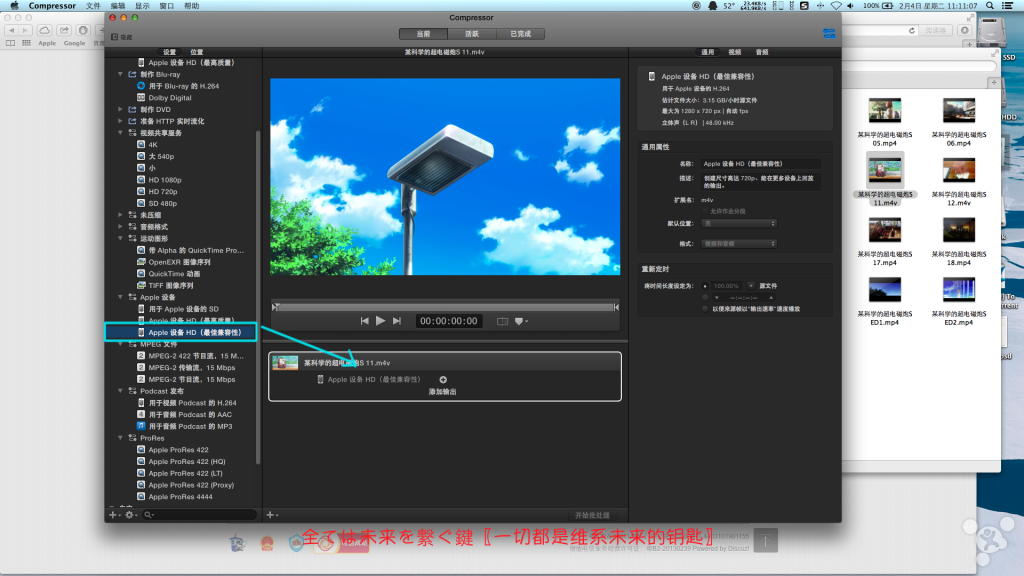 Compressor 文件 编辑 显示 窗口 帮助
52° 100% 2月4日 星期二 11:11:07
Compressor
隐藏
当前 活跃 已完成
Apple Google
阅读器
SSD
HDD
设置 位置
某科学的超电磁炮S 11.m4v
通用 视频 音频
Apple 设备 HD（最高质量）
制作 Blu-ray
用于 Blu-ray 的 H.264
Dolby Digital
制作 DVD
准备 HTTP 实时流化
视频共享服务
4K
大 540p
小
HD 1080p
HD 720p
SD 480p
未压缩
音频格式
运动图形
带 Alpha 的 QuickTime Pro...
OpenEXR 图像序列
QuickTime 动画
TIFF 图像序列
Apple 设备
用于 Apple 设备的 SD
Apple 设备 HD（最高质量）
Apple 设备 HD（最佳兼容性）
MPEG 文件
MPEG-2 422 节目流，15 M...
MPEG-2 传输流，15 Mbps
MPEG-2 节目流，15 Mbps
Podcast 发布
用于视频 Podcast 的 H.264
用于音频 Podcast 的 AAC
用于音频 Podcast 的 MP3
ProRes
Apple ProRes 422
Apple ProRes 422 (HQ)
Apple ProRes 422 (LT)
Apple ProRes 422 (Proxy)
Apple ProRes 4444
00:00:00:00
某科学的超电磁炮S 11.m4v
Apple 设备 HD（最佳兼容性）
添加输出
开始批处理
Apple 设备 HD（最佳兼容性）
用于 Apple 设备的 H.264
估计文件大小：3.15 GB/小时源文件
最大为 1280 x 720 px | 自动 fps
立体声（L R） | 48.00 kHz
通用属性
名称： Apple 设备 HD（最佳兼容性）
描述： 创建尺寸高达 720p、能在更多设备上回放
的输出。
扩展名： m4v
允许作业分段
默认位置： 无
格式： 视频和音频
重新定时
将时间长度设定为： 100.00% 源文件
以便来源帧以“输出速率”速度播放
某科学的超电磁炮S
05.mp4
某科学的超电磁炮S
06.mp4
某科学的超电磁炮S
11.m4v
某科学的超电磁炮S
12.m4v
某科学的超电磁炮S
17.mp4
某科学的超电磁炮S
18.mp4
某科学的超电磁炮S
ED1.mp4
某科学的超电磁炮S
ED2.mp4
全ては未来を繋ぐ鍵〖一切都是维系未来的钥匙〗
Powered by Discuz!